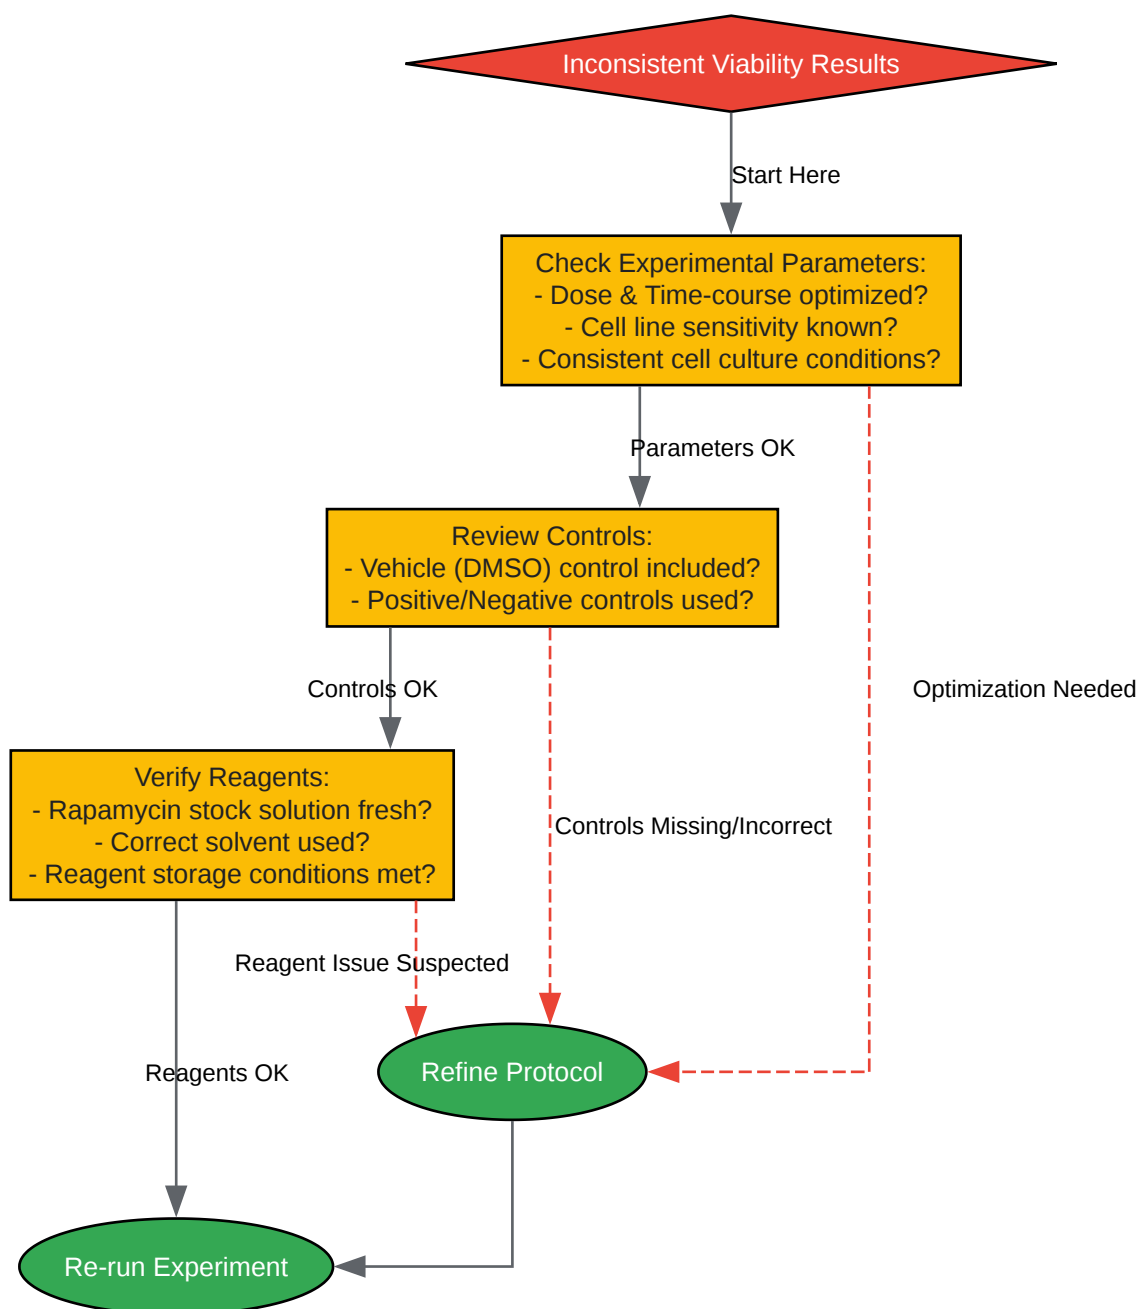 Inconsistent Viability Results
Start Here
Check Experimental Parameters:
- Dose & Time-course optimized?
- Cell line sensitivity known?
- Consistent cell culture conditions?
Parameters OK
Review Controls:
- Vehicle (DMSO) control included?
- Positive/Negative controls used?
Controls OK
Optimization Needed
Verify Reagents:
- Rapamycin stock solution fresh?
- Correct solvent used?
- Reagent storage conditions met?
Controls Missing/Incorrect
Reagent Issue Suspected
Reagents OK
Refine Protocol
Re-run Experiment